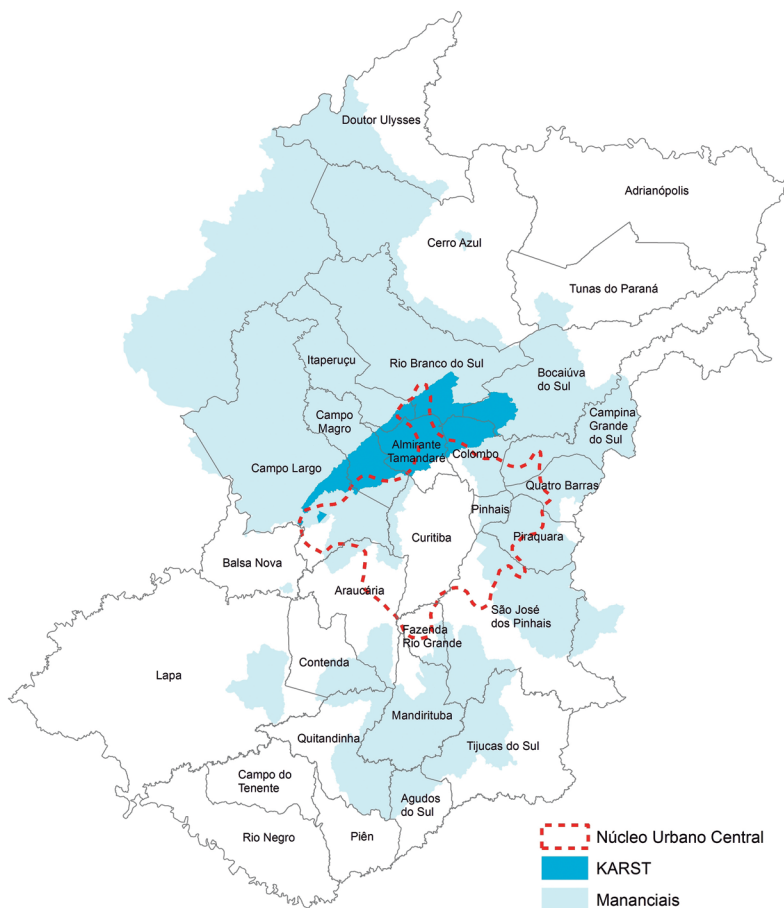 Doutor Ulysses
Adrianópolis
Cerro Azul
Tunas do Paraná
Itaperuçu
Rio Branco do Sul
Bocaiúva
do Sul
Campo
Magro
Campina
Grande
do Sul
Almirante
Tamandaré
Colombo
Campo Largo
Quatro Barras
Pinhais
Curitiba
Piraquara
Balsa Nova
Araucária
São José
dos Pinhais
Fazenda
Rio Grande
Contenda
Lapa
Mandirituba
Quitandinha
Tijucas do Sul
Campo do
Tenente
Agudos
do Sul
Rio Negro
Piên
Núcleo Urbano Central
KARST
Mananciais